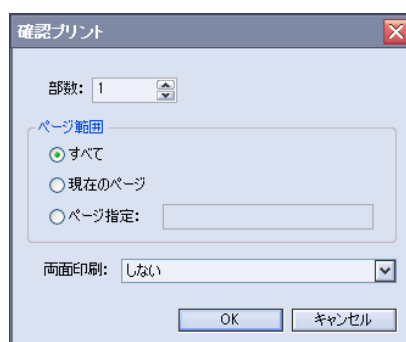 確認プリント
部数: 1
ページ範囲
すべて
現在のページ
ページ指定:
両面印刷: しない
OK キャンセル